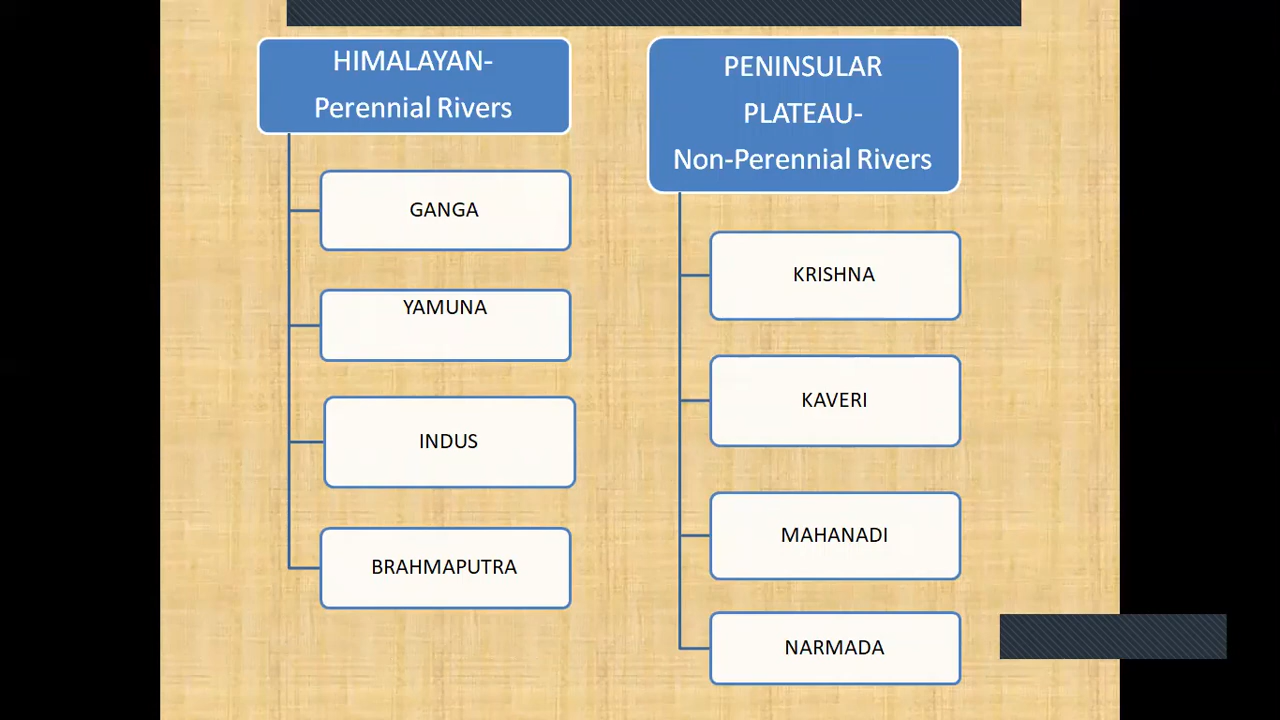 HIMALAYAN-
Perennial Rivers
GANGA
YAMUNA
INDUS
BRAHMAPUTRA
PENINSULAR
PLATEAU-
Non-Perennial Rivers
KRISHNA
KAVERI
MAHANADI
NARMADA